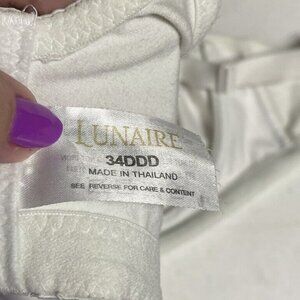 LUNAIRE
34DDD
MADE IN THAILAND
SEE REVERSE FOR CARE & CONTENT